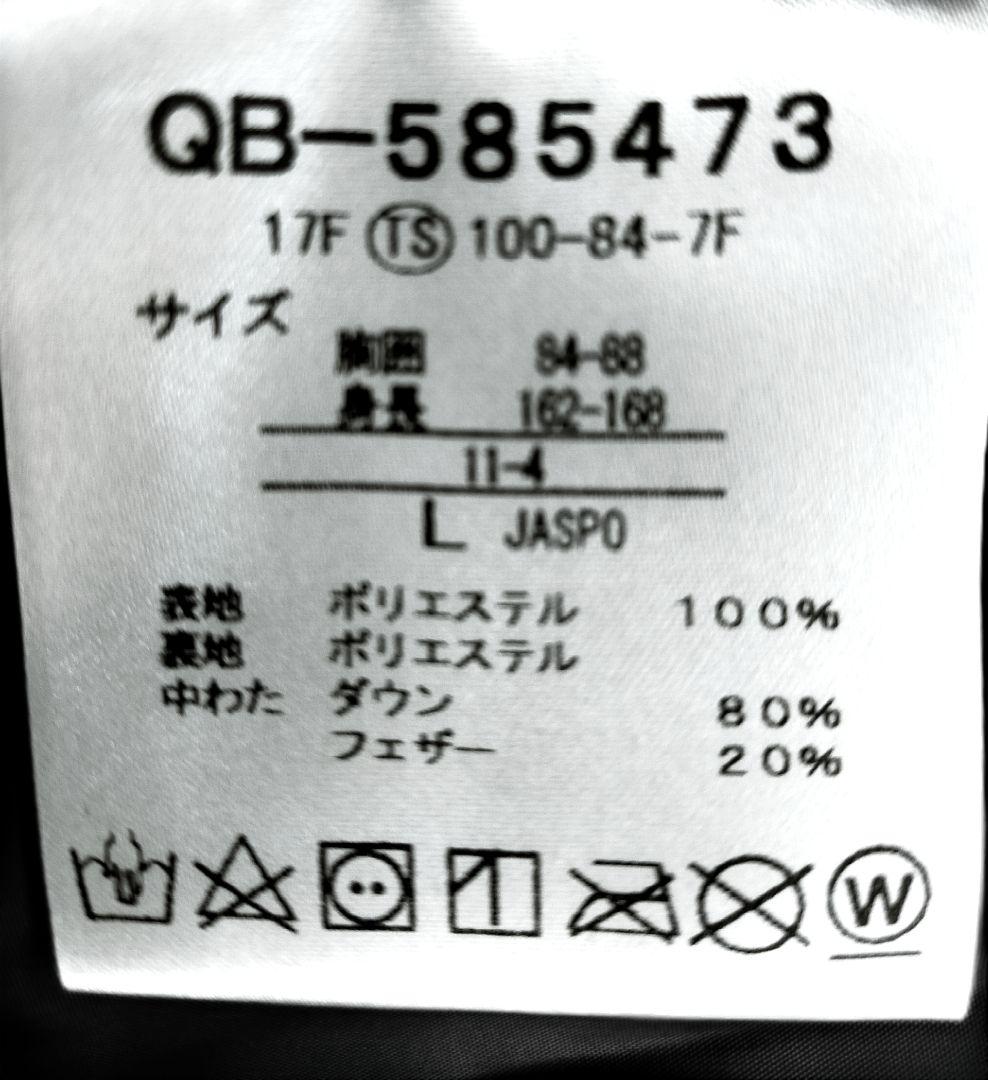 QB-585473
17F TS 100-84-7F
サイズ
胸囲 84-88
身長 162-168
11-4
L JASPO
表地 ポリエステル 100%
裏地 ポリエステル
中わた ダウン 80%
フェザー 20%
W